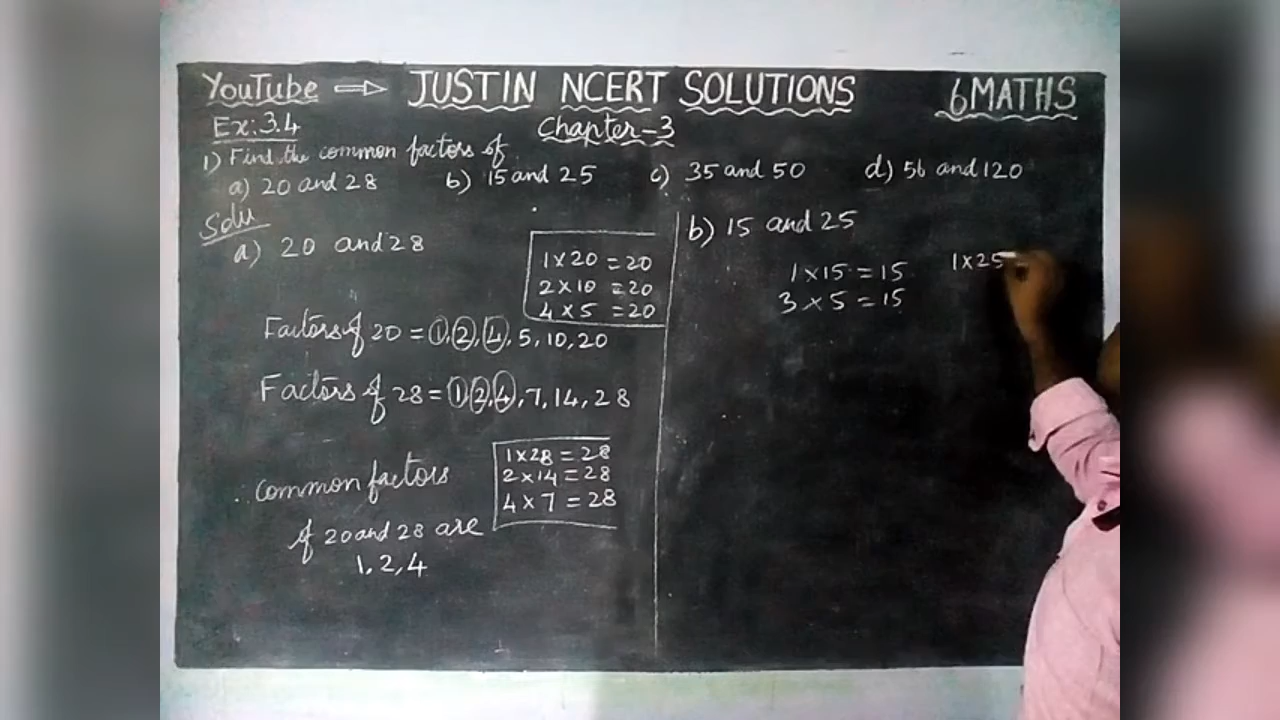 YouTube ⇒ JUSTIN NCERT SOLUTIONS 6 MATHS
Ex: 3.4 Chapter-3
1) Find the common factors of
a) 20 and 28 b) 15 and 25 c) 35 and 50 d) 56 and 120
Solu
a) 20 and 28
1 × 20 = 20
2 × 10 = 20
4 × 5 = 20
Factors of 20 = 1, 2, 4, 5, 10, 20
Factors of 28 = 1, 2, 4, 7, 14, 28
1 × 28 = 28
2 × 14 = 28
4 × 7 = 28
∴ Common factors
of 20 and 28 are
1, 2, 4
b) 15 and 25
1 × 15 = 15
3 × 5 = 15
1 × 25 =